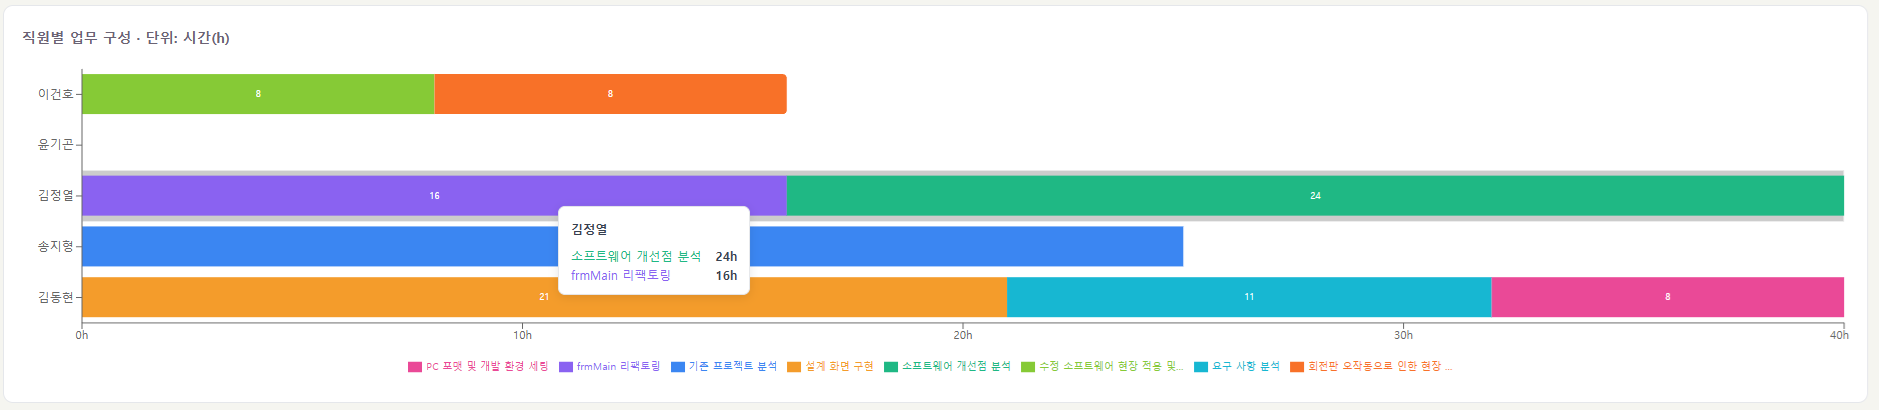 직원별 업무 구성 · 단위: 시간(h)
이건호
8
8
윤기곤
김정열
16
24
김정열
소프트웨어 개선점 분석 24h
frmMain 리팩토링 16h
송지형
김동현
21
11
8
0h 10h 20h 30h 40h
PC 포맷 및 개발 환경 세팅 frmMain 리팩토링 기존 프로젝트 분석 설계 화면 구현 소프트웨어 개선점 분석 수정 소프트웨어 현장 적용 및... 요구 사항 분석 회전판 오작동으로 인한 현장 ...